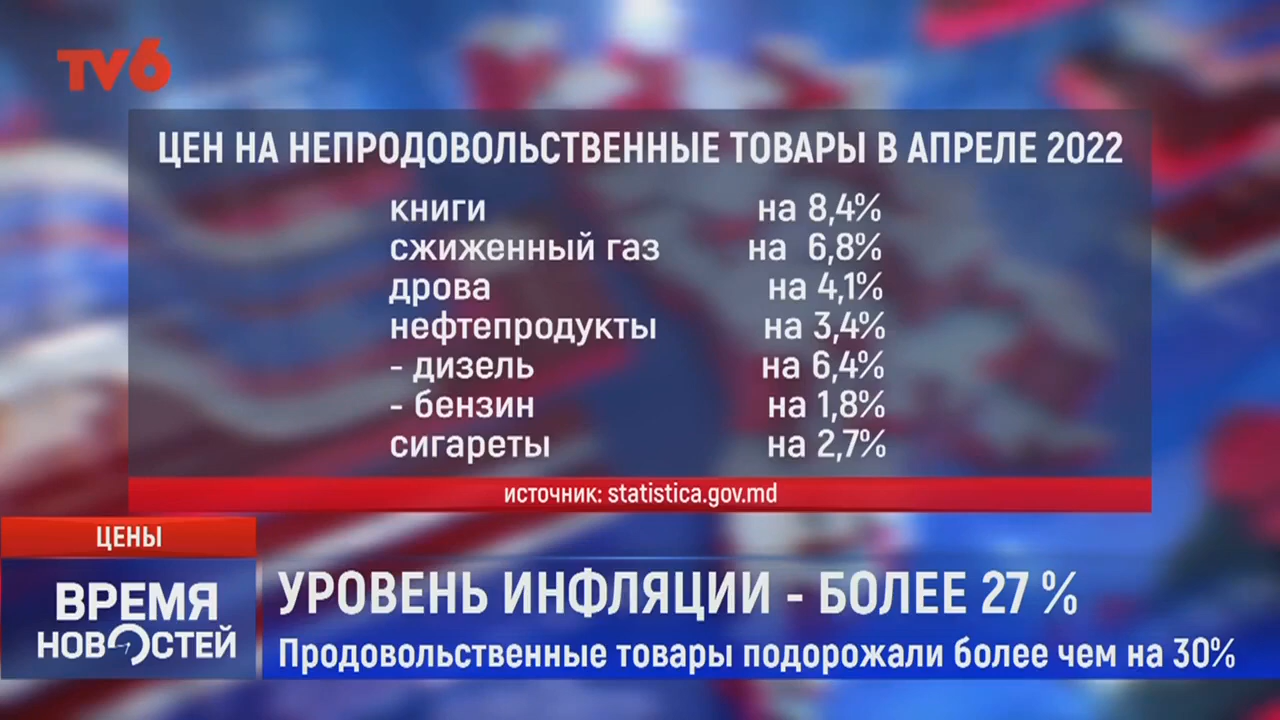 TV6
ЦЕН НА НЕПРОДОВОЛЬСТВЕННЫЕ ТОВАРЫ В АПРЕЛЕ 2022
книги на 8,4%
сжиженный газ на 6,8%
дрова на 4,1%
нефтепродукты на 3,4%
- дизель на 6,4%
- бензин на 1,8%
сигареты на 2,7%
источник: statistica.gov.md
ЦЕНЫ
ВРЕМЯ
НОВОСТЕЙ
УРОВЕНЬ ИНФЛЯЦИИ - БОЛЕЕ 27 %
Продовольственные товары подорожали более чем на 30%